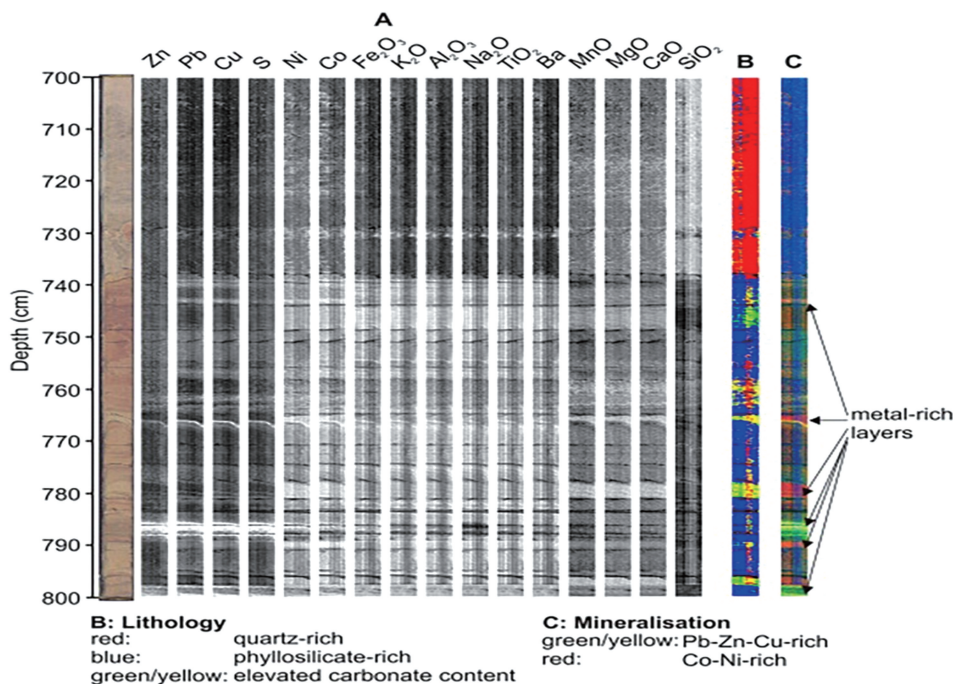 A
Zn Pb Cu S Ni Co Fe2O3 K2O Al2O3 Na2O TiO2 Ba MnO MgO CaO SiO2 B C
Depth (cm)
700
710
720
730
740
750
760
770
780
790
800
metal-rich
layers
B: Lithology
red: quartz-rich
blue: phyllosilicate-rich
green/yellow: elevated carbonate content
C: Mineralisation
green/yellow: Pb-Zn-Cu-rich
red: Co-Ni-rich